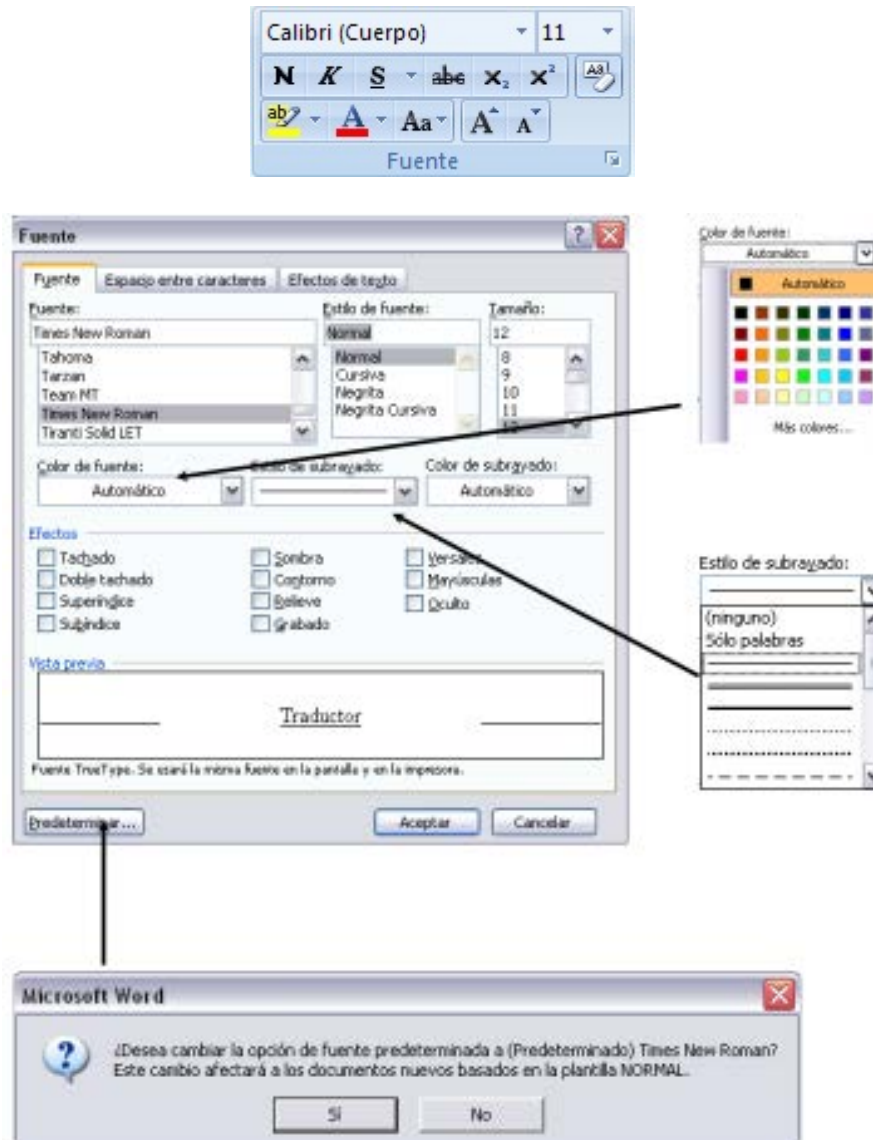 Calibri (Cuerpo) 11
N K S abc x₂ x² Aa
ab A Aa A A
Fuente
Fuente
Fuente Espacio entre caracteres Efectos de texto
Fuente: Estilo de fuente: Tamaño:
Times New Roman Normal 12
Tahoma Normal 8
Tarzan Cursiva 9
Team MT Negrita 10
Times New Roman Negrita Cursiva 11
Tiranti Solid LET 12
Color de fuente: Estilo de subrayado: Color de subrayado:
Automático Automático
Efectos
Tachado Sombra Versales
Doble tachado Contorno Mayúsculas
Superíndice Relieve Oculto
Subíndice Grabado
Vista previa
Traductor
Fuente TrueType. Se usará la misma fuente en la pantalla y en la impresora.
Predeterminar... Aceptar Cancelar
Color de fuente:
Automático
Automático
Más colores...
Estilo de subrayado:
(ninguno)
Sólo palabras
Microsoft Word
¿Desea cambiar la opción de fuente predeterminada a (Predeterminado) Times New Roman?
Este cambio afectará a los documentos nuevos basados en la plantilla NORMAL.
Sí No